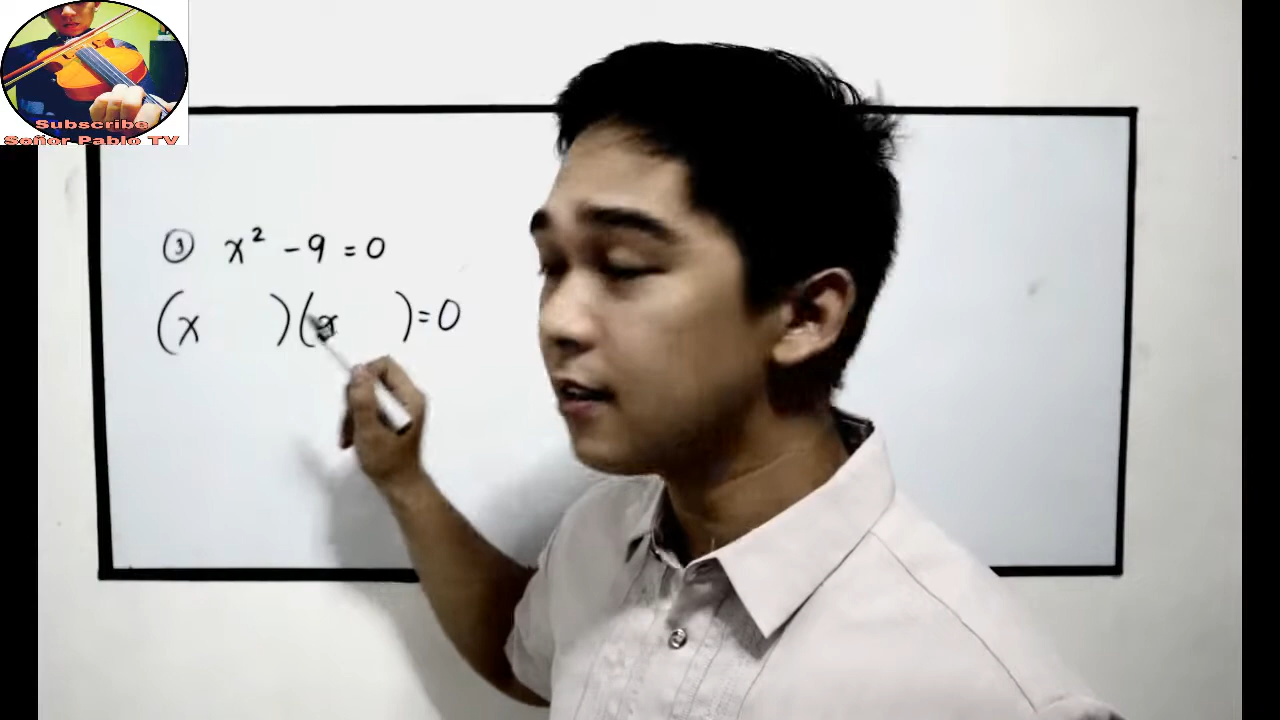 Subscribe
Señor Pablo TV
③ x² - 9 = 0
(x )(x ) = 0